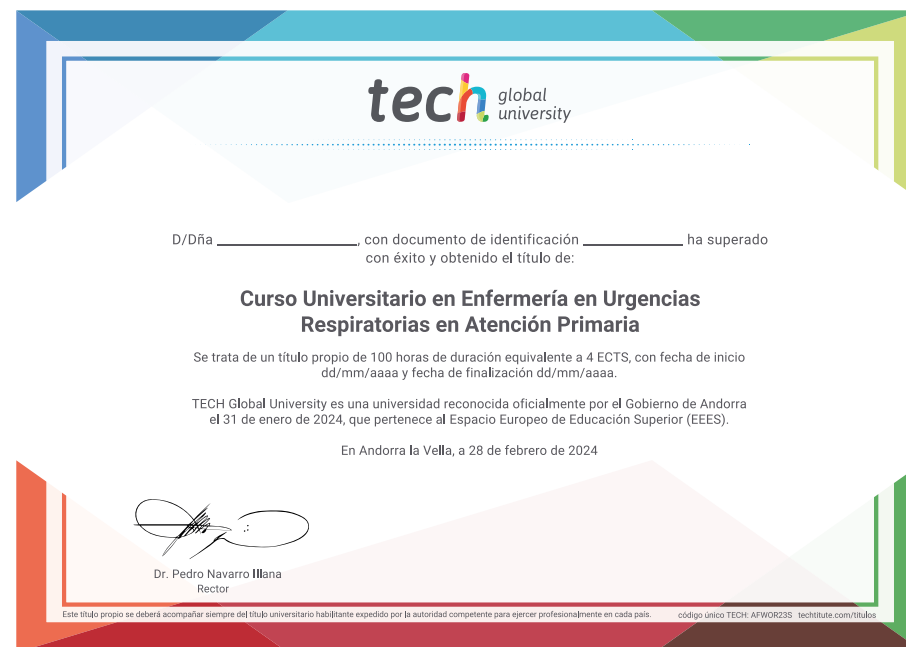 tech global university
D/Dña ____________, con documento de identificación ____________ ha superado
con éxito y obtenido el título de:
Curso Universitario en Enfermería en Urgencias
Respiratorias en Atención Primaria
Se trata de un título propio de 100 horas de duración equivalente a 4 ECTS, con fecha de inicio
dd/mm/aaaa y fecha de finalización dd/mm/aaaa.
TECH Global University es una universidad reconocida oficialmente por el Gobierno de Andorra
el 31 de enero de 2024, que pertenece al Espacio Europeo de Educación Superior (EEES).
En Andorra la Vella, a 28 de febrero de 2024
Dr. Pedro Navarro Illana
Rector
Este título propio se deberá acompañar siempre del título universitario habilitante expedido por la autoridad competente para ejercer profesionalmente en cada país. código único TECH: AFWOR23S techtitute.com/titulos